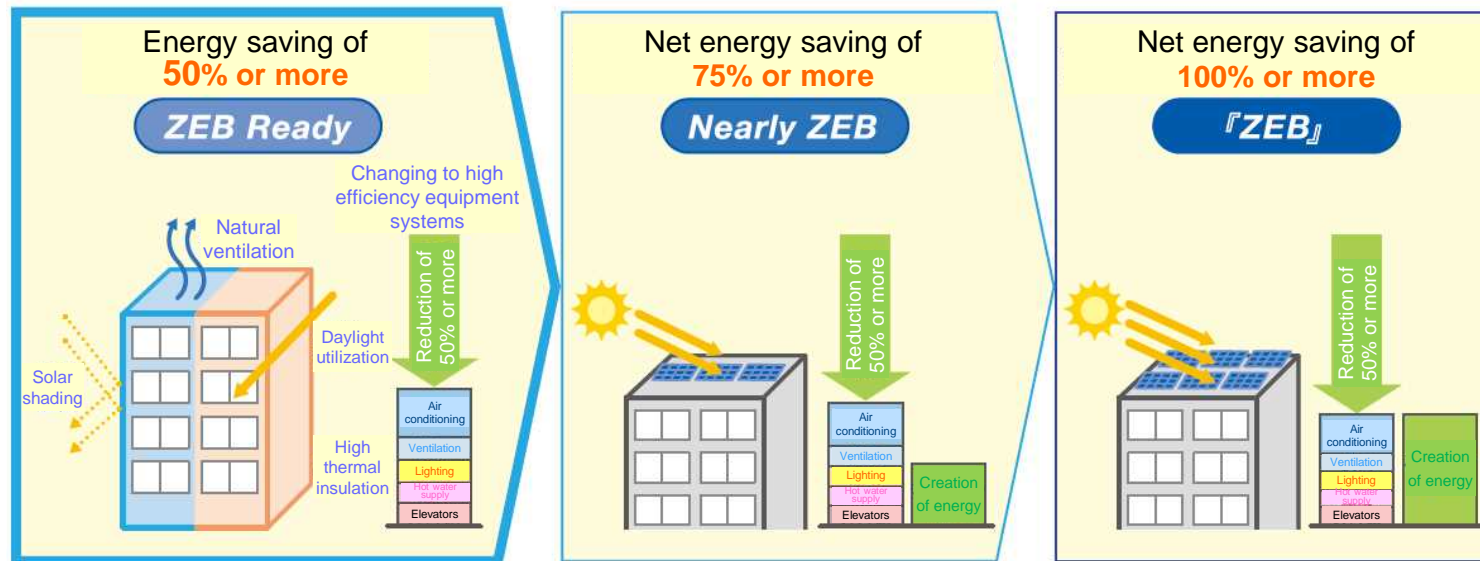 Energy saving of
50% or more
ZEB Ready
Changing to high
efficiency equipment
systems
Natural
ventilation
Reduction of
50% or more
Daylight
utilization
Solar
shading
High
thermal
insulation
Air
conditioning
Ventilation
Lighting
Hot water
supply
Elevators
Net energy saving of
75% or more
Nearly ZEB
Reduction of
50% or more
Air
conditioning
Ventilation
Lighting
Hot water
supply
Elevators
Creation
of energy
Net energy saving of
100% or more
『ZEB』
Reduction of
50% or more
Air
conditioning
Ventilation
Lighting
Hot water
supply
Elevators
Creation
of energy